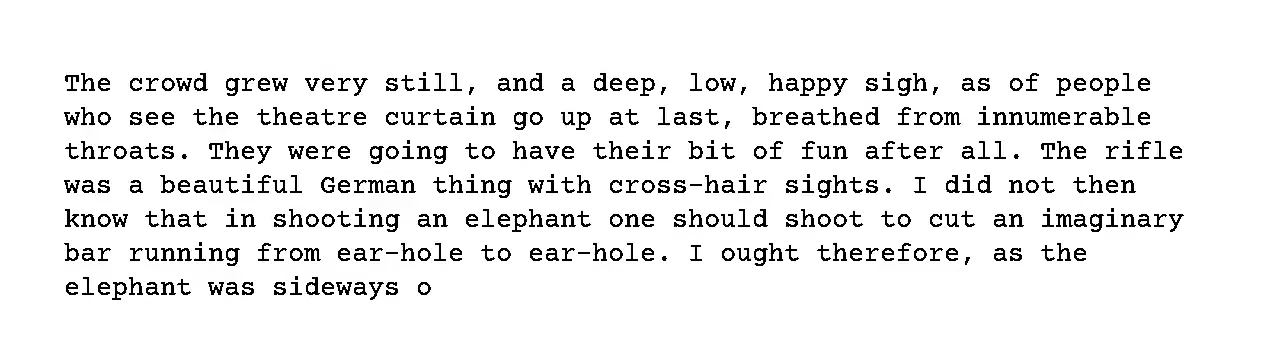 The crowd grew very still, and a deep, low, happy sigh, as of people
who see the theatre curtain go up at last, breathed from innumerable
throats. They were going to have their bit of fun after all. The rifle
was a beautiful German thing with cross-hair sights. I did not then
know that in shooting an elephant one should shoot to cut an imaginary
bar running from ear-hole to ear-hole. I ought therefore, as the
elephant was sideways o